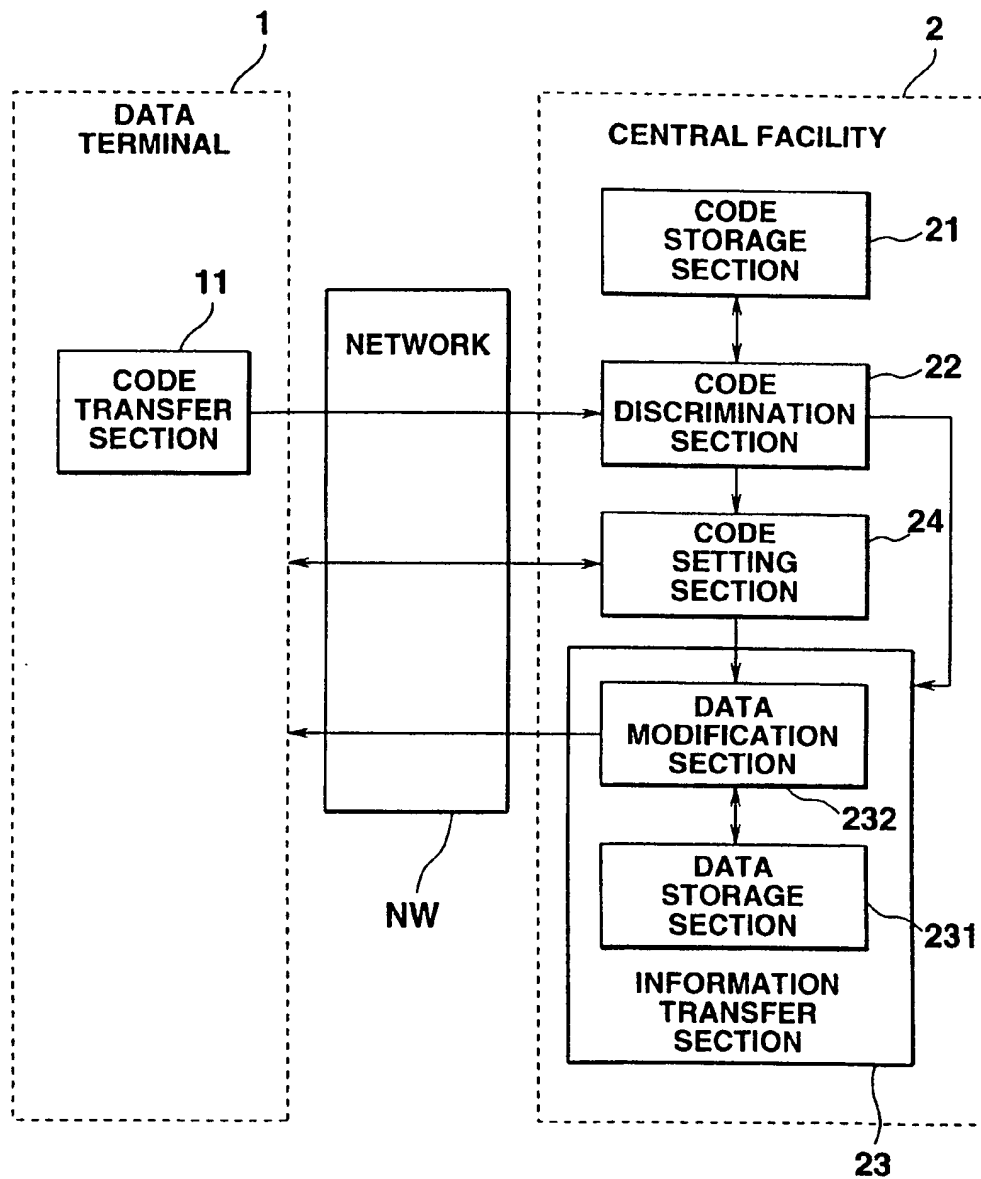 1
DATA
TERMINAL
11
CODE
TRANSFER
SECTION
NETWORK
NW
2
CENTRAL FACILITY
CODE
STORAGE
SECTION
21
CODE
DISCRIMINATION
SECTION
22
CODE
SETTING
SECTION
24
DATA
MODIFICATION
SECTION
232
DATA
STORAGE
SECTION
231
INFORMATION
TRANSFER
SECTION
23